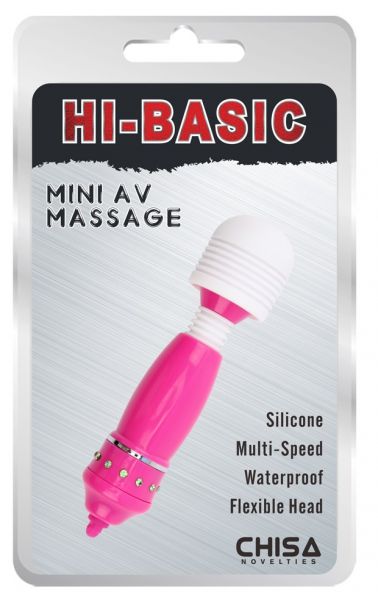 HI-BASIC
MINI AV
MASSAGE
Silicone
Multi-Speed
Waterproof
Flexible Head
CHISA
NOVELTIES